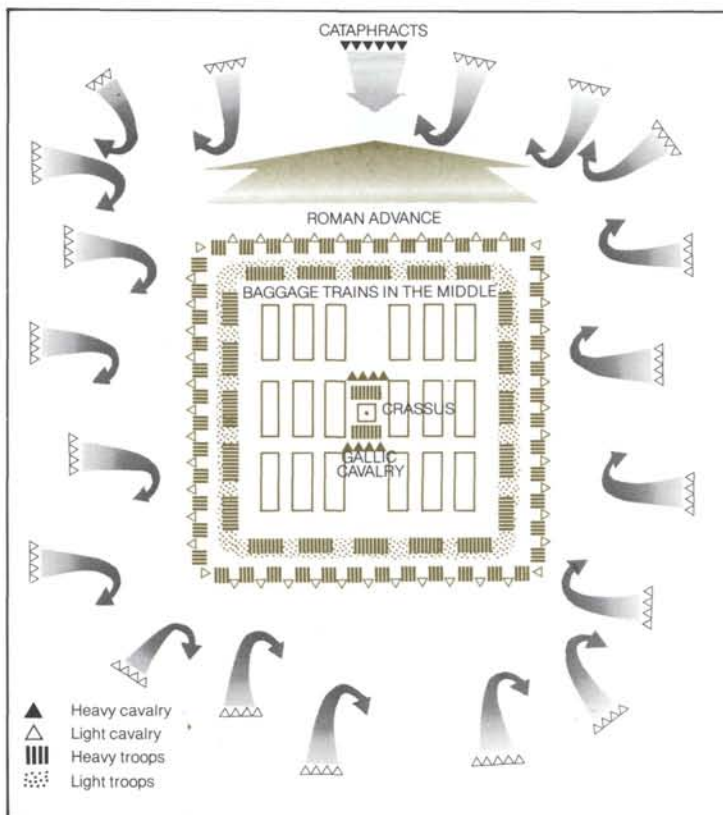 CATAPHRACTS
ROMAN ADVANCE
BAGGAGE TRAINS IN THE MIDDLE
CRASSUS
GALLIC
CAVALRY
Heavy cavalry
Light cavalry
Heavy troops
Light troops